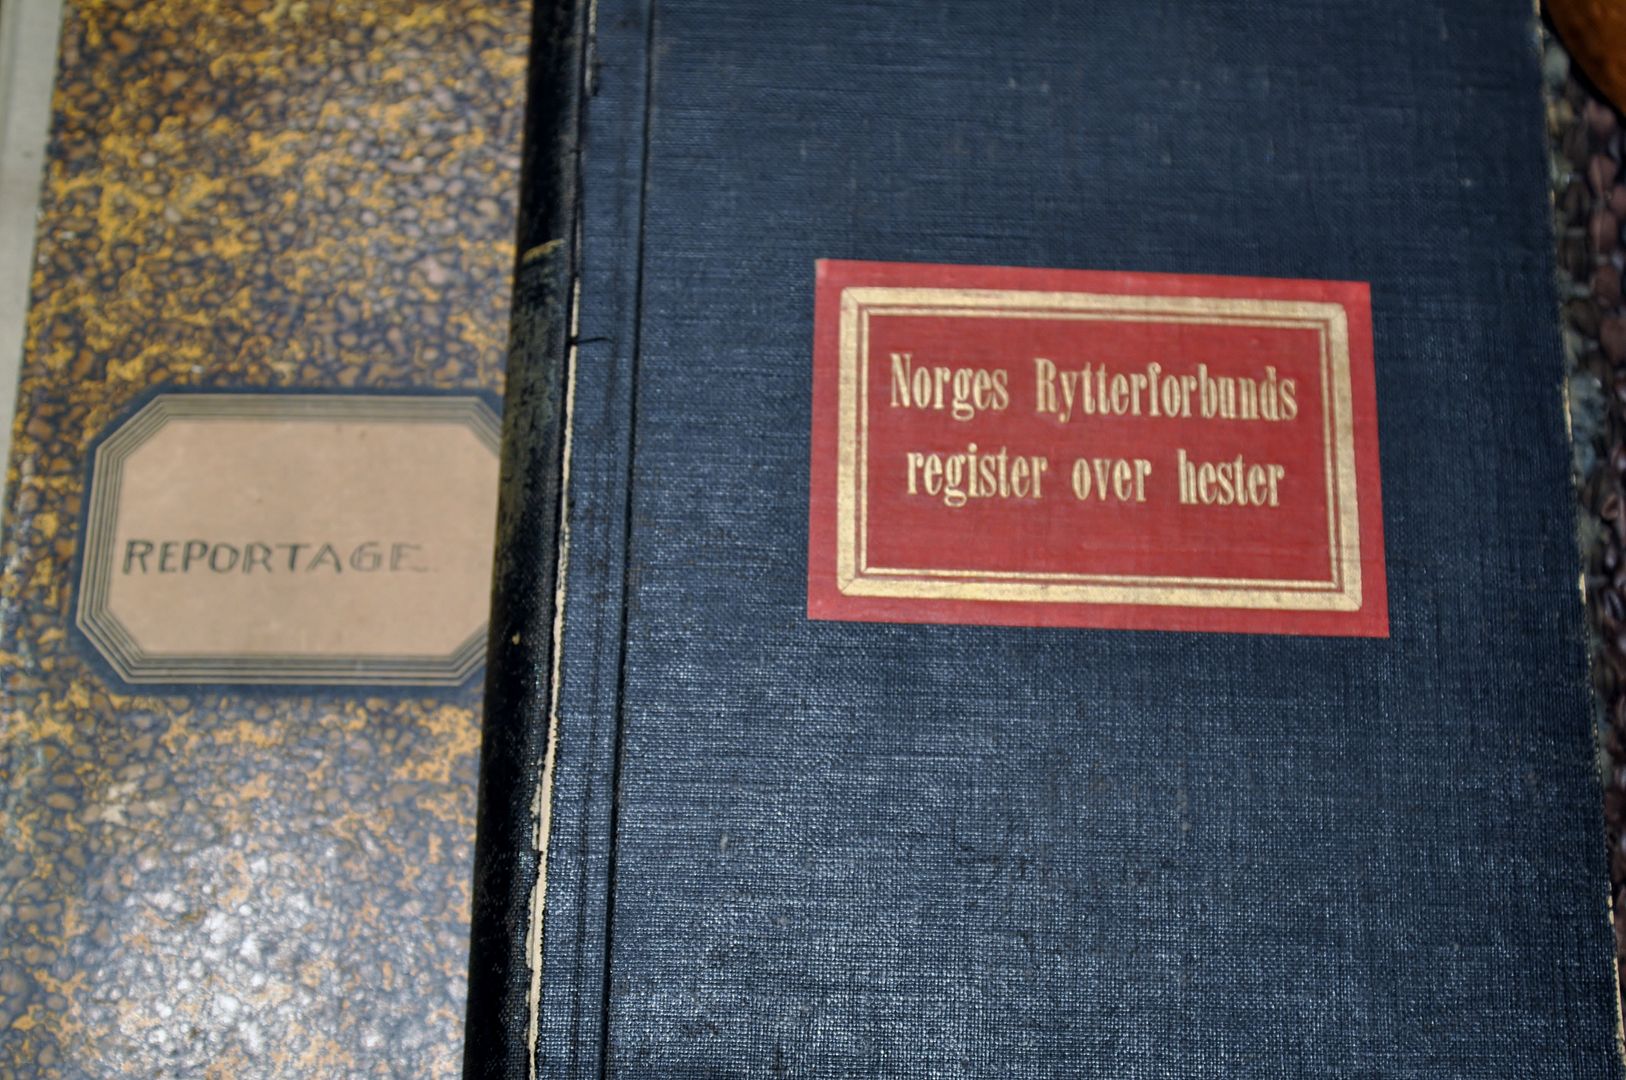 REPORTAGE
Norges Rytterforbunds
register over hester